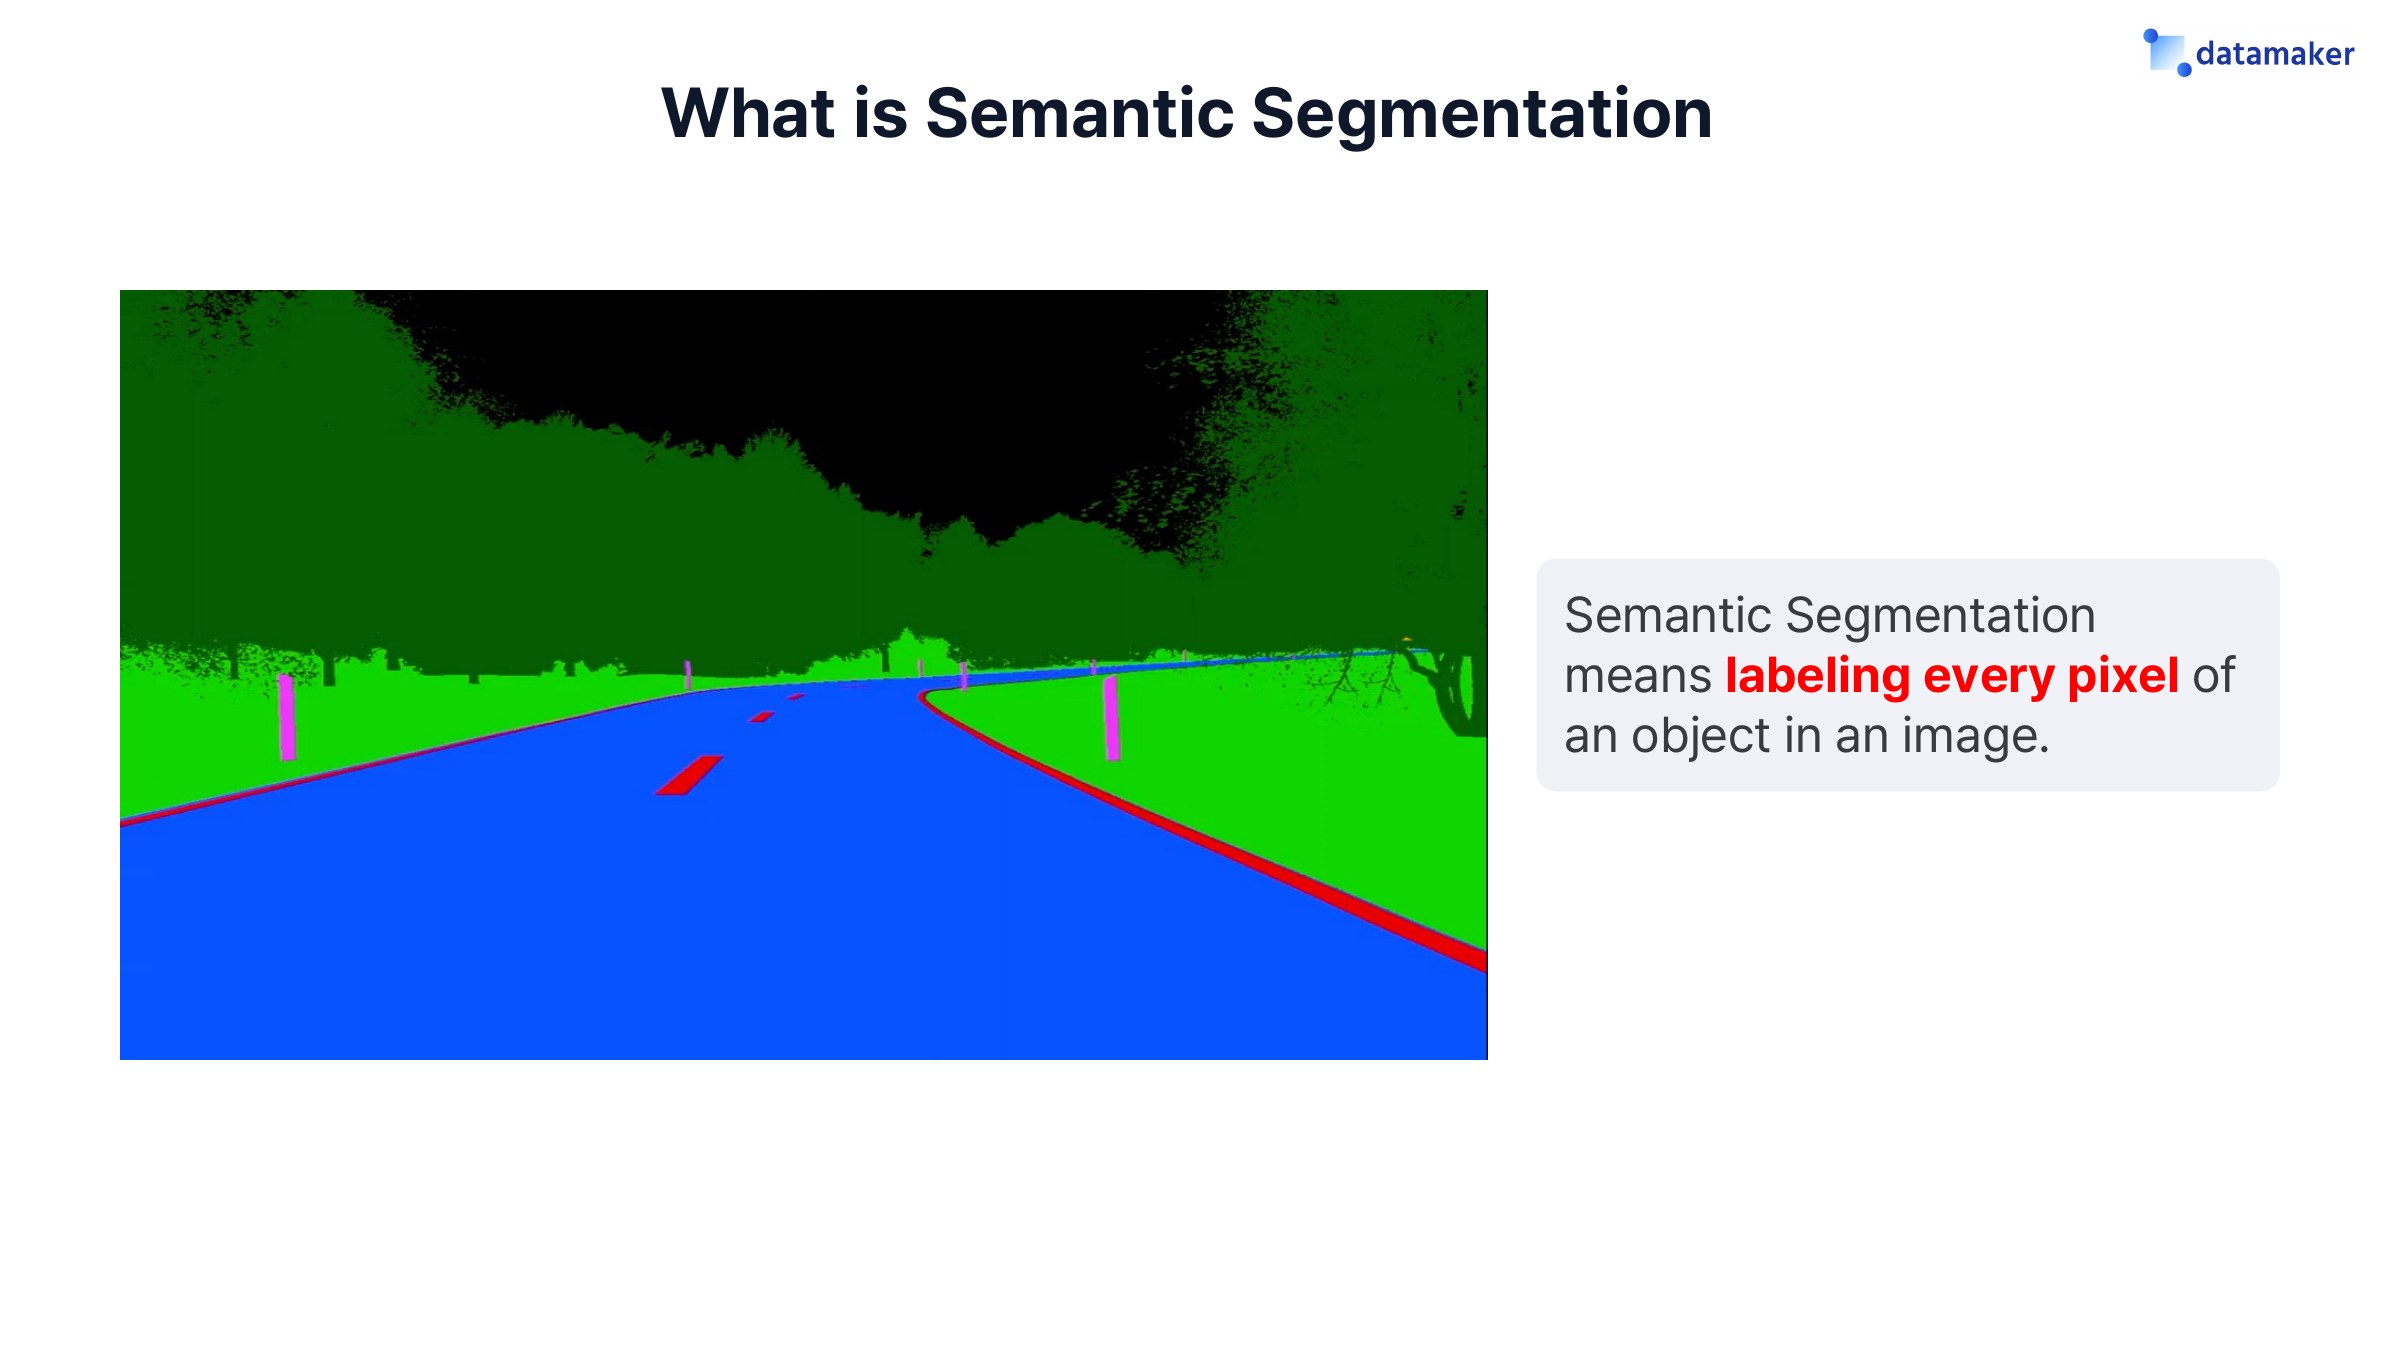 datamaker
What is Semantic Segmentation
Semantic Segmentation
means labeling every pixel of
an object in an image.